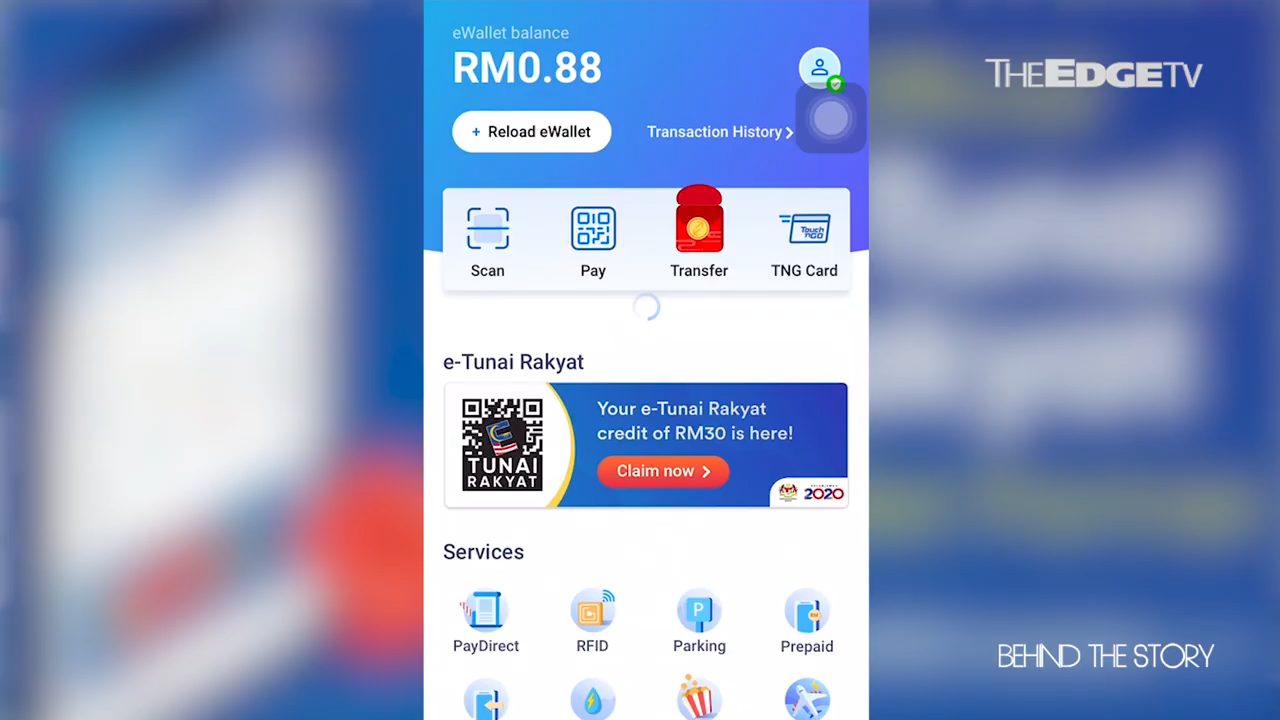 eWallet balance
RM0.88
THEEDGETV
+ Reload eWallet
Transaction History >
Touch
nGO
Scan
Pay
Transfer
TNG Card
e-Tunai Rakyat
Your e-Tunai Rakyat
credit of RM30 is here!
TUNAI
RAKYAT
Claim now >
2020
Services
P
PayDirect
RFID
Parking
Prepaid
BEHIND THE STORY